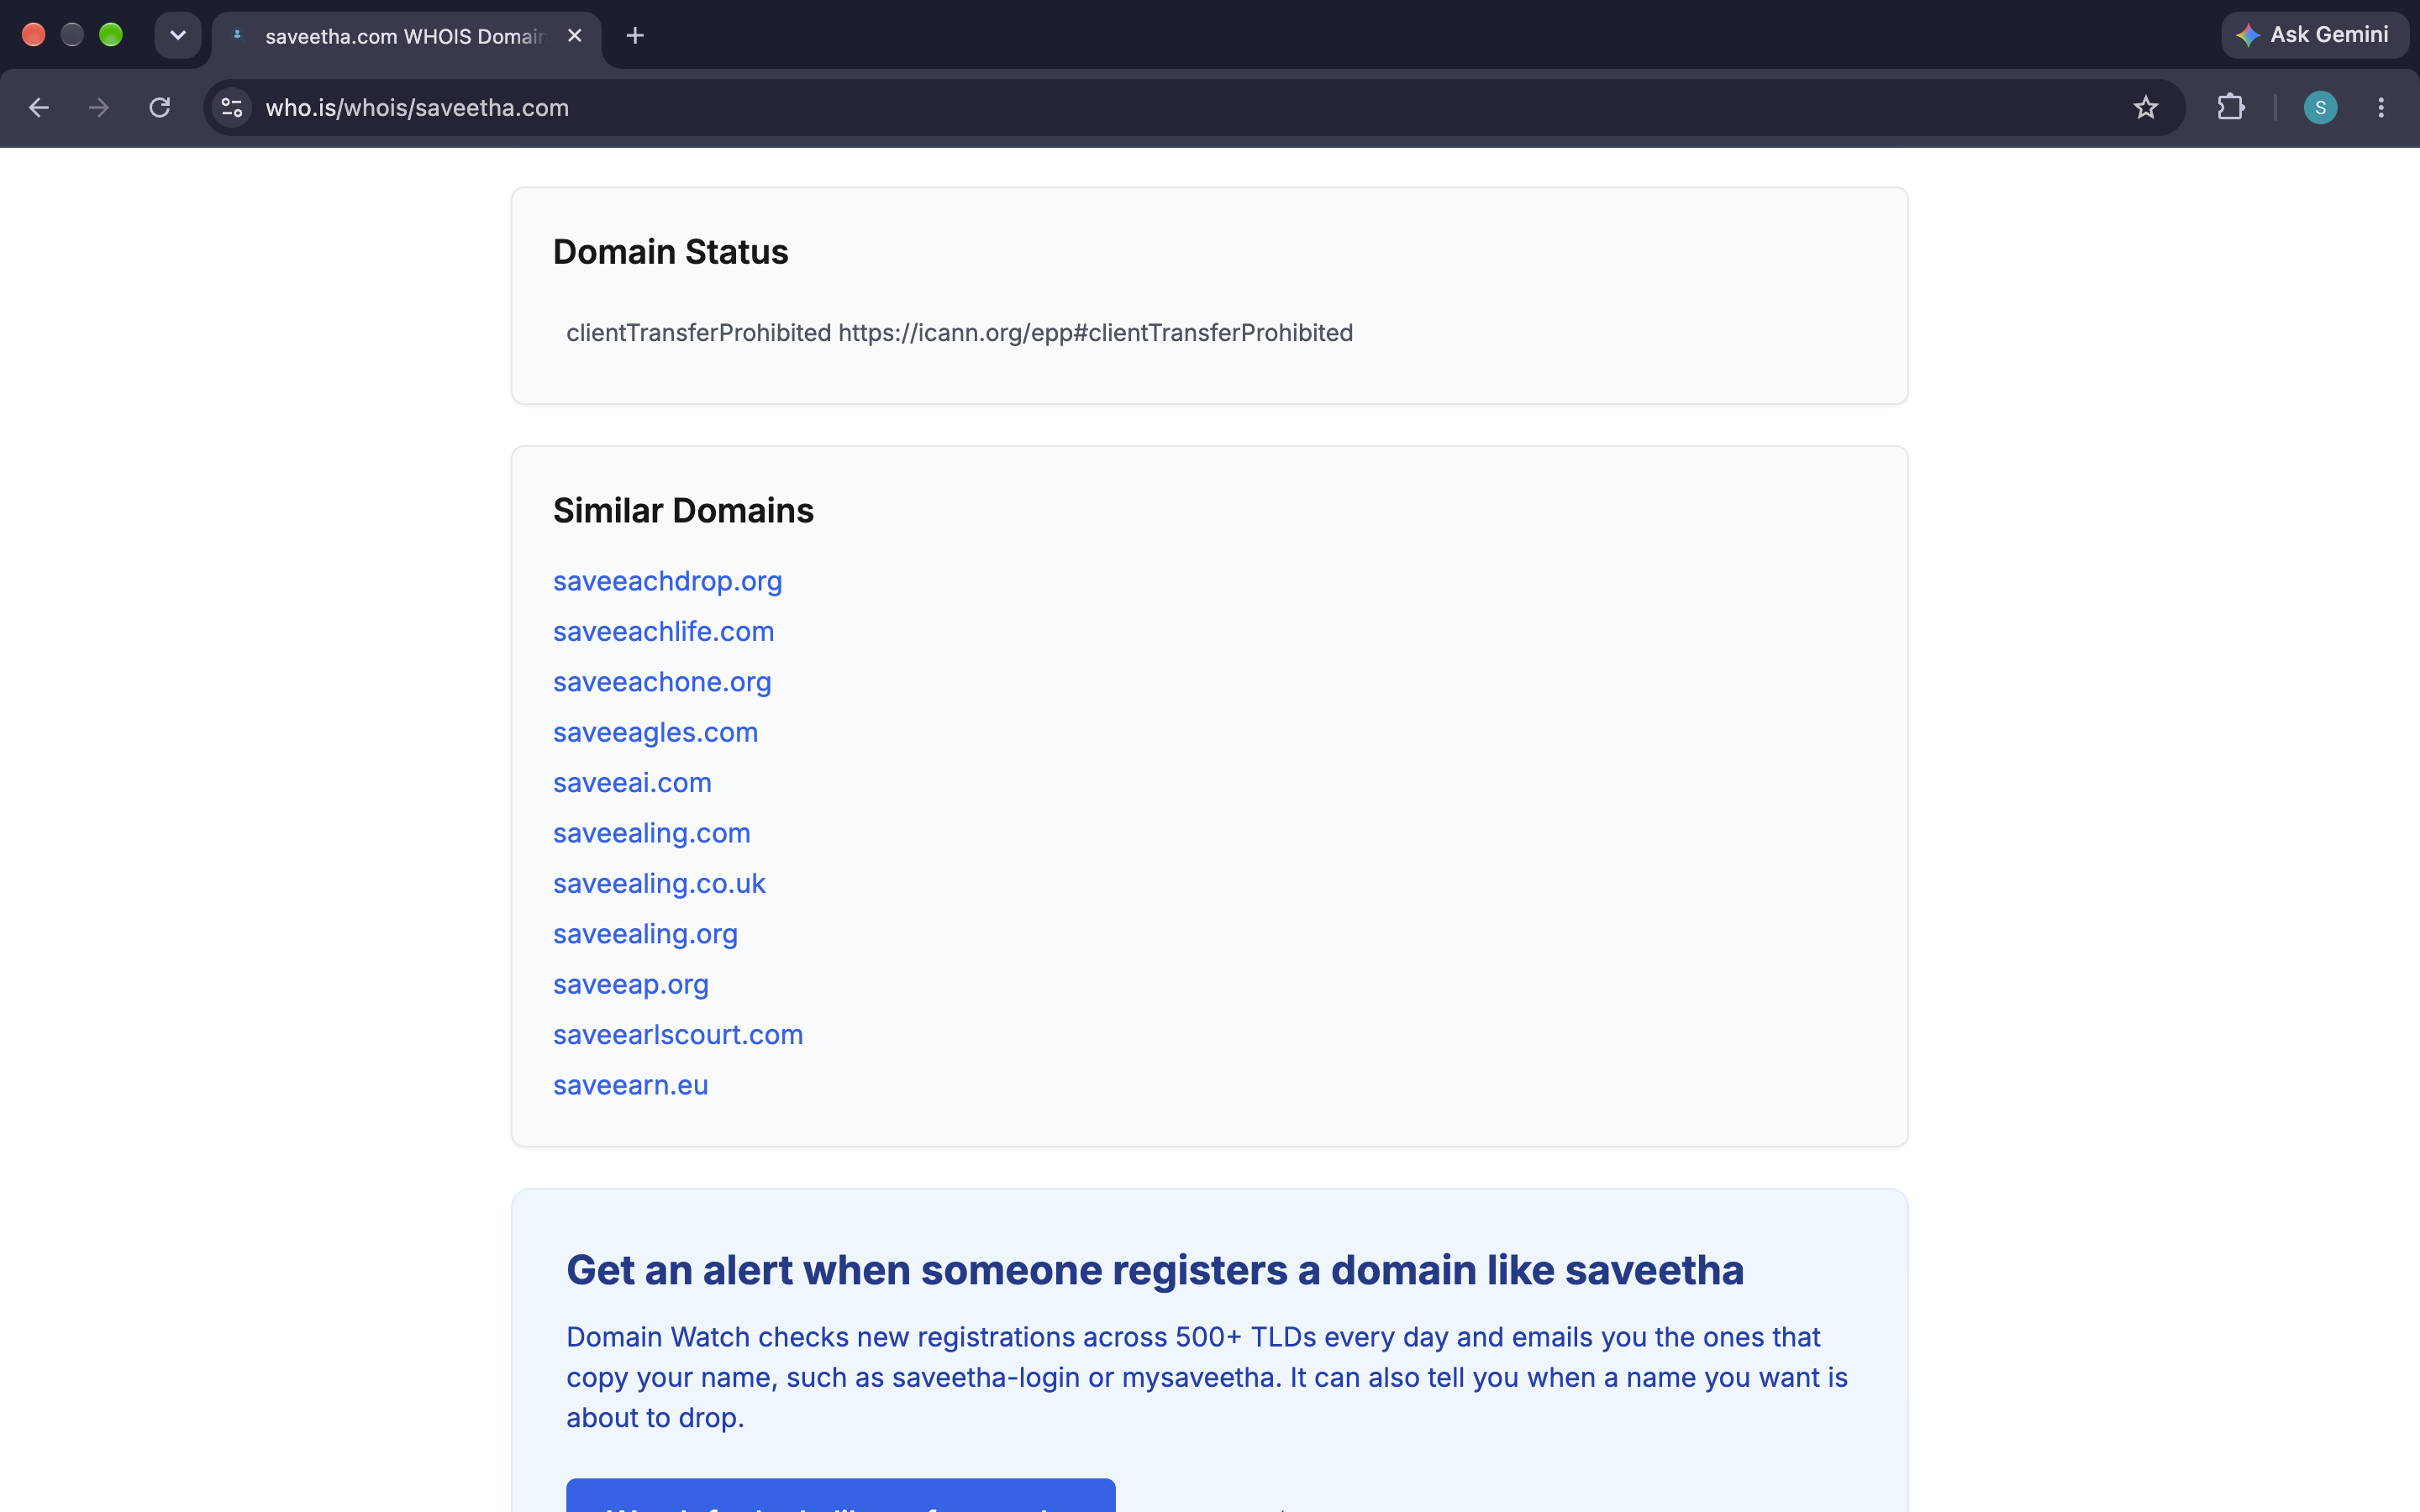 saveetha.com WHOIS Domain
Ask Gemini
who.is/whois/saveetha.com
S
Domain Status
clientTransferProhibited https://icann.org/epp#clientTransferProhibited
Similar Domains
saveeachdrop.org
saveeachlife.com
saveeachone.org
saveeagles.com
saveeai.com
saveealing.com
saveealing.co.uk
saveealing.org
saveeap.org
saveearlscourt.com
saveearn.eu
Get an alert when someone registers a domain like saveetha
Domain Watch checks new registrations across 500+ TLDs every day and emails you the ones that
copy your name, such as saveetha-login or mysaveetha. It can also tell you when a name you want is
about to drop.